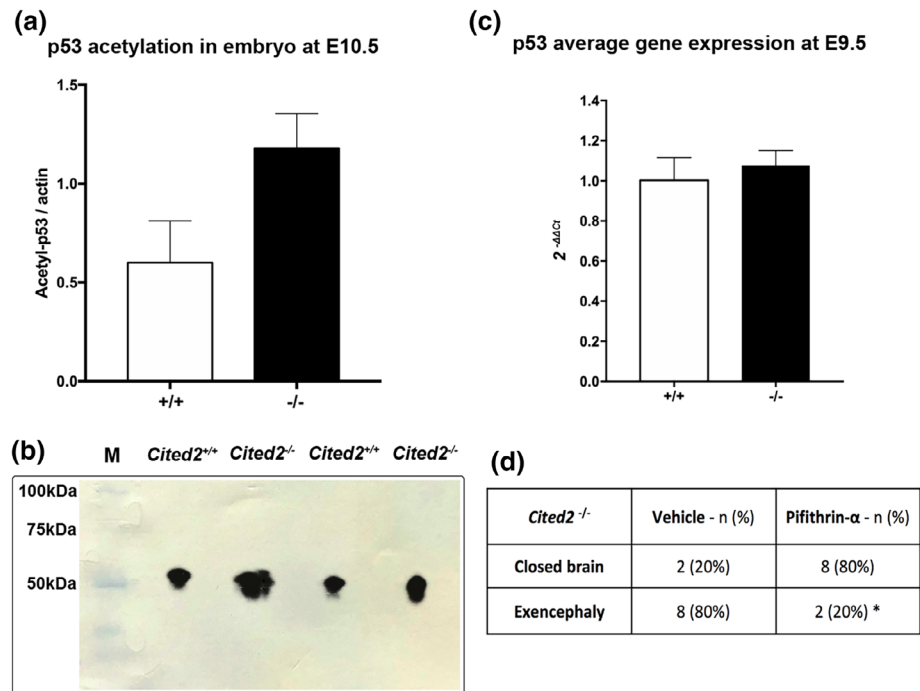 (a)
p53 acetylation in embryo at E10.5
Acetyl-p53 / actin
1.5
1.0
0.5
0.0
+/+ -/-
(c)
p53 average gene expression at E9.5
2 -ΔΔCt
1.4
1.2
1.0
0.8
0.6
0.4
0.2
0.0
+/+ -/-
(b)
M Cited2+/+ Cited2-/- Cited2+/+ Cited2-/-
100kDa
75kDa
50kDa
(d)
Cited2 -/- Vehicle - n (%) Pifithrin-α - n (%)
Closed brain 2 (20%) 8 (80%)
Exencephaly 8 (80%) 2 (20%) *